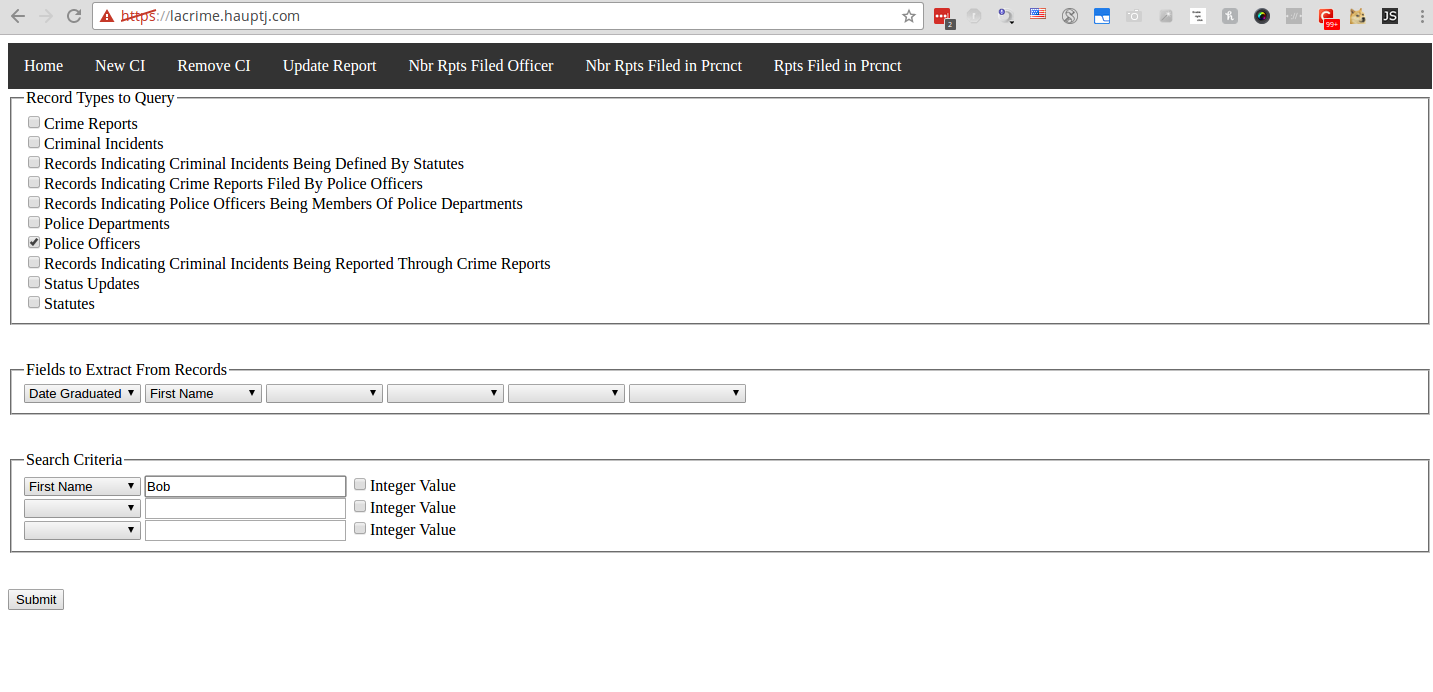 https://lacrime.hauptj.com
2
99+
JS
Home New CI Remove CI Update Report Nbr Rpts Filed Officer Nbr Rpts Filed in Prcnct Rpts Filed in Prcnct
Record Types to Query
Crime Reports
Criminal Incidents
Records Indicating Criminal Incidents Being Defined By Statutes
Records Indicating Crime Reports Filed By Police Officers
Records Indicating Police Officers Being Members Of Police Departments
Police Departments
Police Officers
Records Indicating Criminal Incidents Being Reported Through Crime Reports
Status Updates
Statutes
Fields to Extract From Records
Date Graduated First Name
Search Criteria
First Name Bob Integer Value
Integer Value
Integer Value
Submit